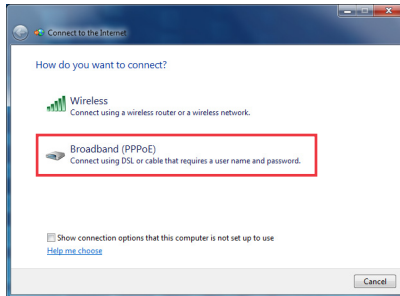 Connect to the Internet
How do you want to connect?
Wireless
Connect using a wireless router or a wireless network.
Broadband (PPPoE)
Connect using DSL or cable that requires a user name and password.
Show connection options that this computer is not set up to use
Help me choose
Cancel